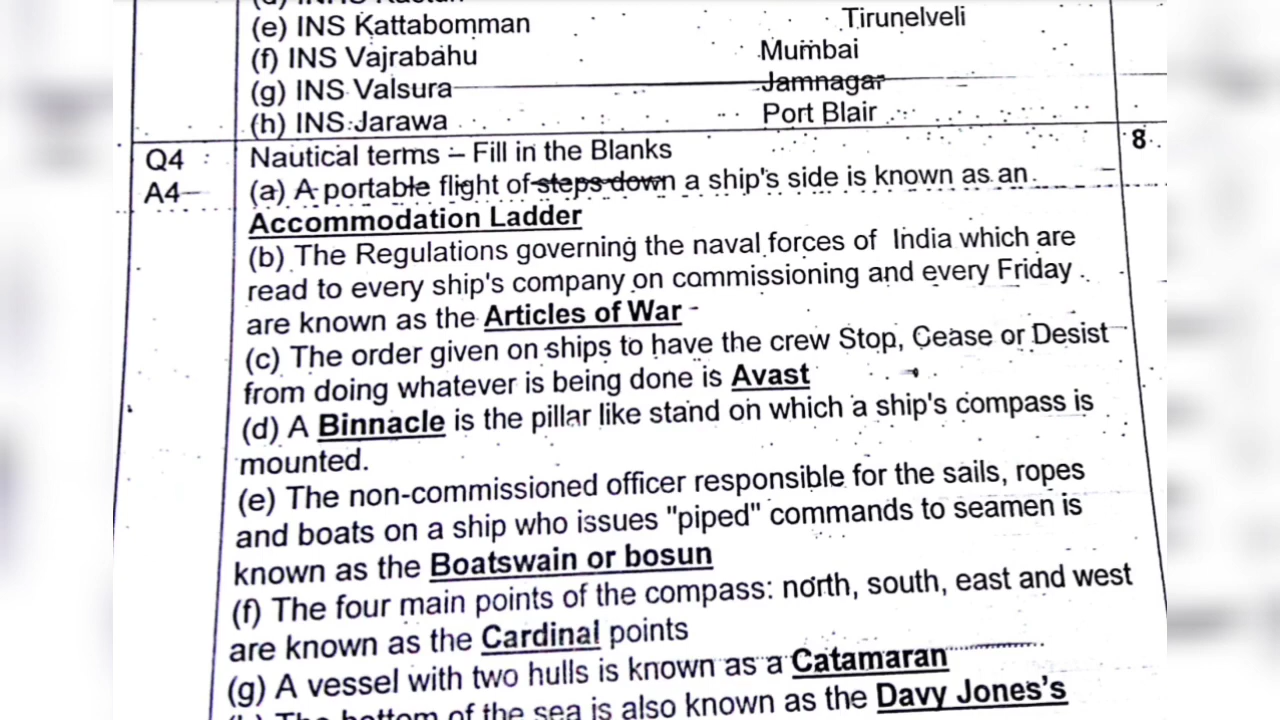 (e) INS Kattabomman Tirunelveli
(f) INS Vajrabahu Mumbai
(g) INS Valsura Jamnagar
(h) INS Jarawa Port Blair
Q4 Nautical terms – Fill in the Blanks 8
A4 (a) A portable flight of steps down a ship's side is known as an
Accommodation Ladder
(b) The Regulations governing the naval forces of India which are
read to every ship's company on commissioning and every Friday
are known as the Articles of War
(c) The order given on ships to have the crew Stop, Cease or Desist
from doing whatever is being done is Avast
(d) A Binnacle is the pillar like stand on which a ship's compass is
mounted.
(e) The non-commissioned officer responsible for the sails, ropes
and boats on a ship who issues "piped" commands to seamen is
known as the Boatswain or bosun
(f) The four main points of the compass: north, south, east and west
are known as the Cardinal points
(g) A vessel with two hulls is known as a Catamaran
The bottom of the sea is also known as the Davy Jones's